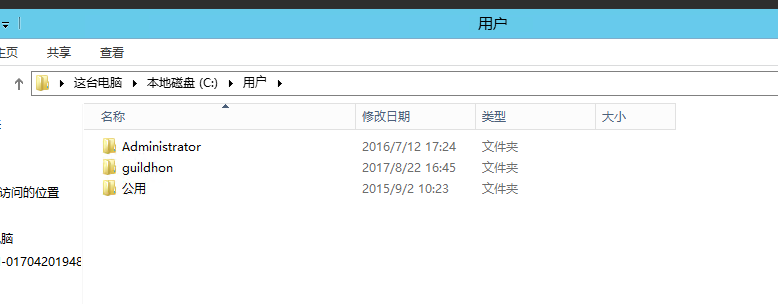 用户
主页 共享 查看
这台电脑 本地磁盘 (C:) 用户
名称 修改日期 类型 大小
Administrator 2016/7/12 17:24 文件夹
guildhon 2017/8/22 16:45 文件夹
公用 2015/9/2 10:23 文件夹
访问的位置
电脑
-01704201948